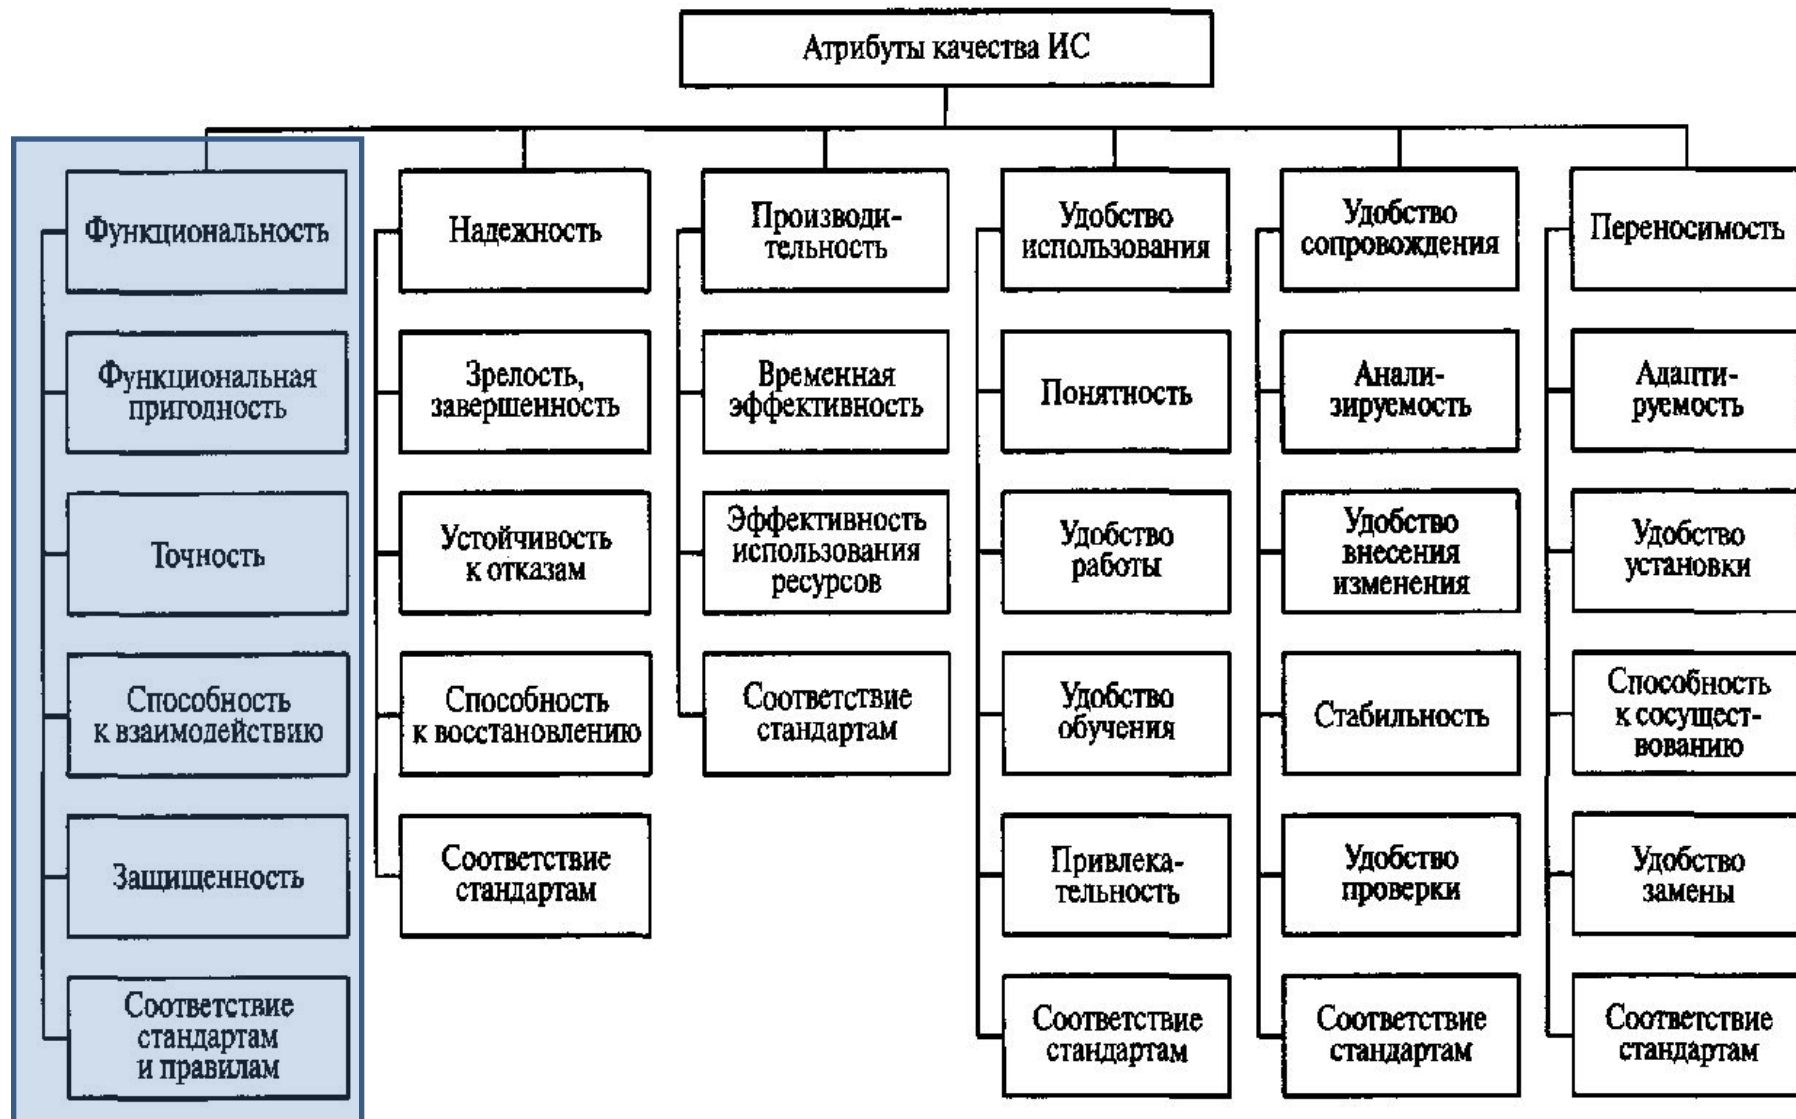 Атрибуты качества ИС
Функциональность
Функциональная
пригодность
Точность
Способность
к взаимодействию
Защищенность
Соответствие
стандартам
и правилам
Надежность
Зрелость,
завершенность
Устойчивость
к отказам
Способность
к восстановлению
Соответствие
стандартам
Производи-
тельность
Временная
эффективность
Эффективность
использования
ресурсов
Соответствие
стандартам
Удобство
использования
Понятность
Удобство
работы
Удобство
обучения
Привлека-
тельность
Соответствие
стандартам
Удобство
сопровождения
Анали-
зируемость
Удобство
внесения
изменения
Стабильность
Удобство
проверки
Соответствие
стандартам
Переносимость
Адапти-
руемость
Удобство
установки
Способность
к сосущест-
вованию
Удобство
замены
Соответствие
стандартам